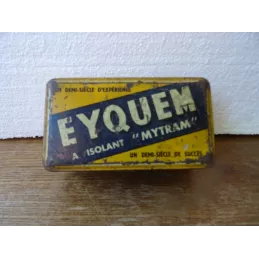 UN DEMI-SIÈCLE D'EXPÉRIENCE
EYQUEM
A ISOLANT "MYTRAM"
UN DEMI-SIÈCLE DE SUCCÈS